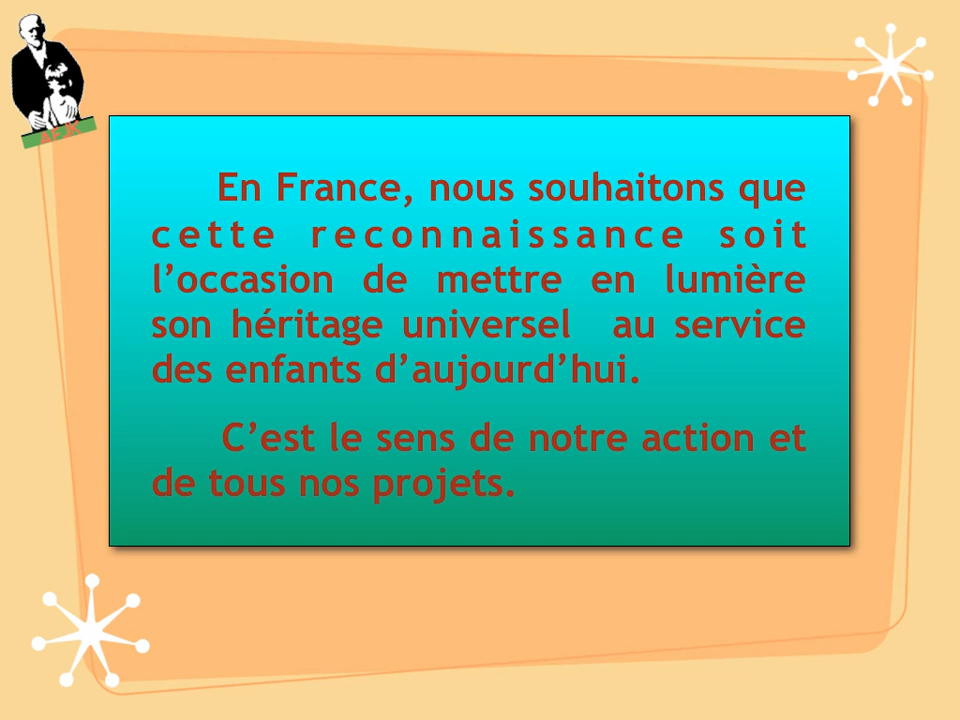 AFJK
En France, nous souhaitons que
cette reconnaissance soit
l’occasion de mettre en lumière
son héritage universel au service
des enfants d’aujourd’hui.
C’est le sens de notre action et
de tous nos projets.